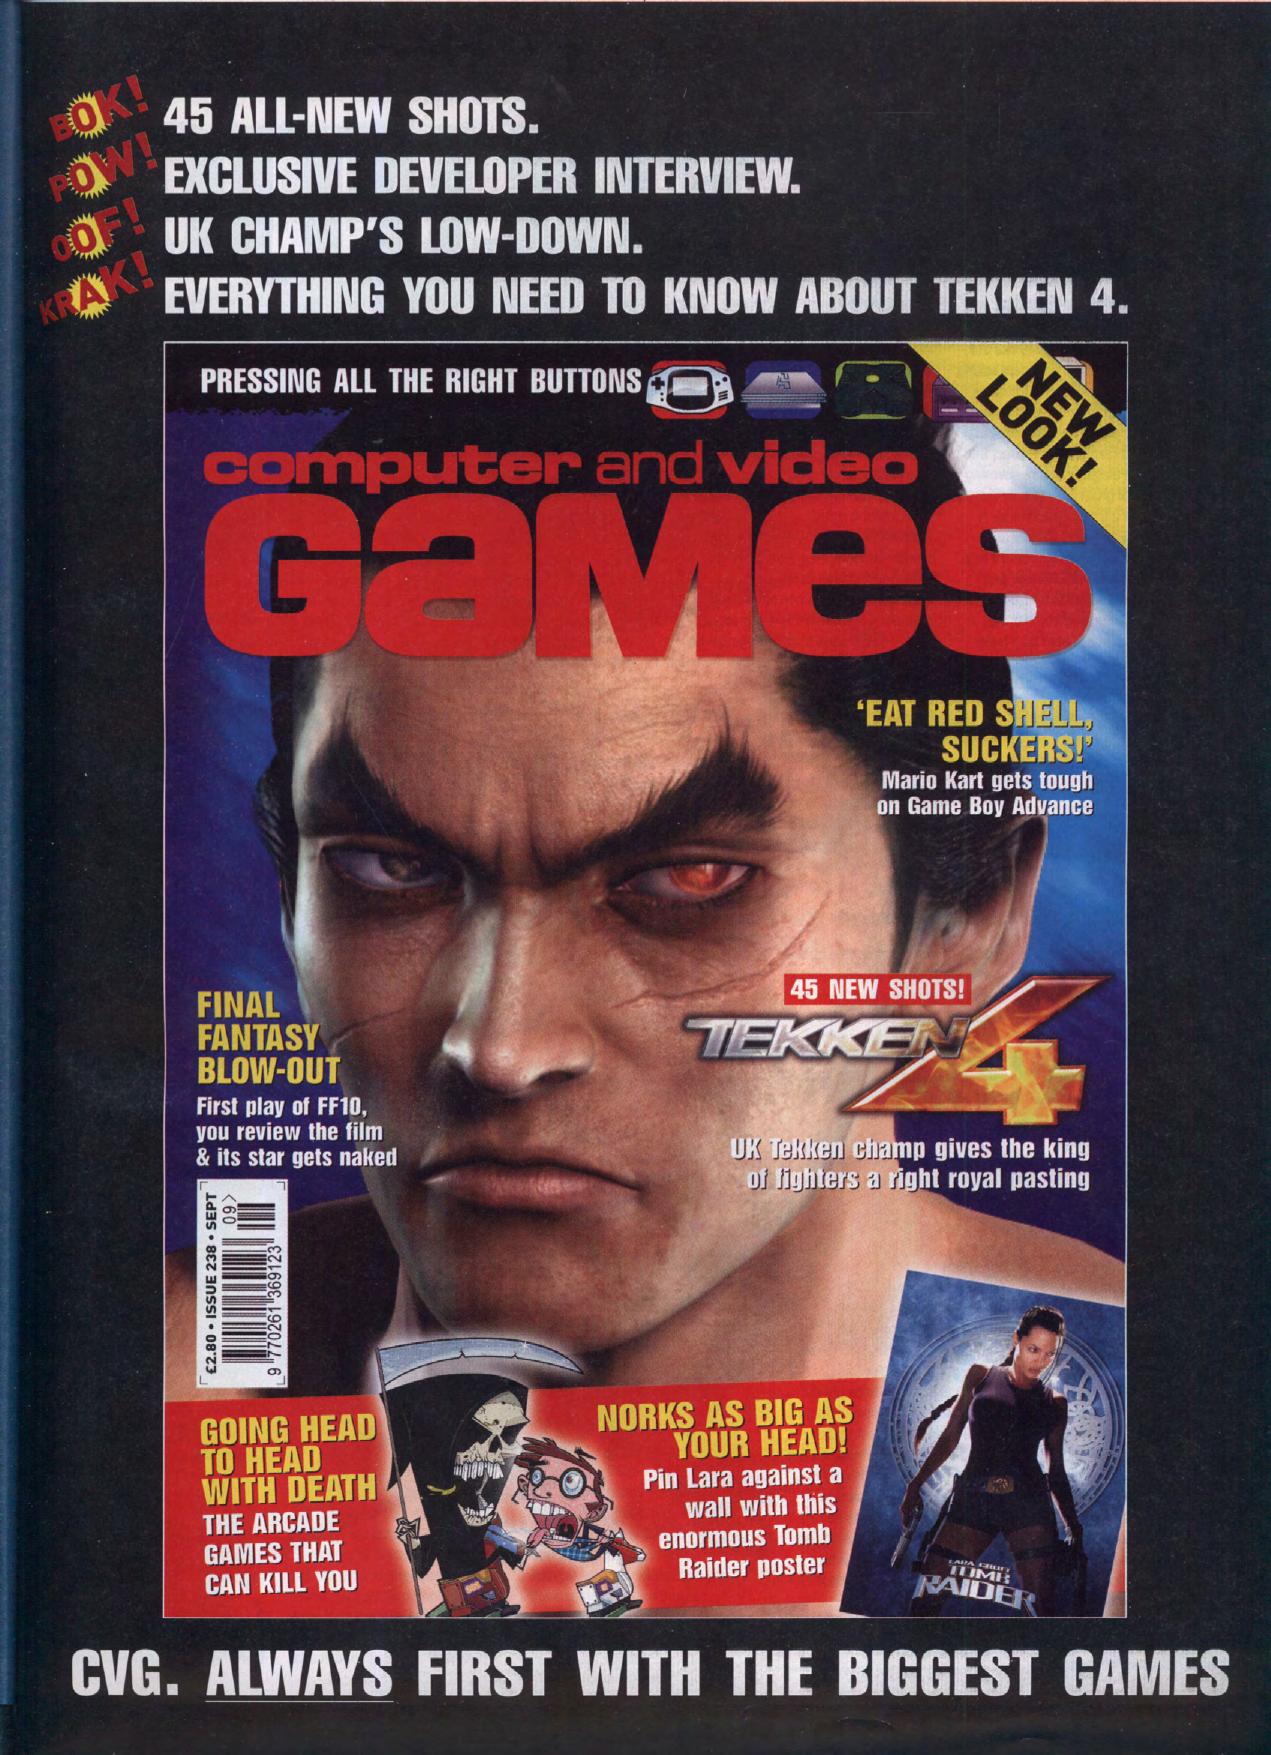 BOK! 45 ALL-NEW SHOTS.
POW! EXCLUSIVE DEVELOPER INTERVIEW.
OOF! UK CHAMP'S LOW-DOWN.
KRAK! EVERYTHING YOU NEED TO KNOW ABOUT TEKKEN 4.
PRESSING ALL THE RIGHT BUTTONS
NEW
LOOK!
computer and video
GaMes
'EAT RED SHELL,
SUCKERS!'
Mario Kart gets tough
on Game Boy Advance
45 NEW SHOTS!
TEKKEN 4
UK Tekken champ gives the king
of fighters a right royal pasting
FINAL
FANTASY
BLOW-OUT
First play of FF10,
you review the film
& its star gets naked
£2.80 • ISSUE 238 • SEPT
09>
9 770261 369123
GOING HEAD
TO HEAD
WITH DEATH
THE ARCADE
GAMES THAT
CAN KILL YOU
NORKS AS BIG AS
YOUR HEAD!
Pin Lara against a
wall with this
enormous Tomb
Raider poster
LARA CROFT
TOMB
RAIDER
CVG. ALWAYS FIRST WITH THE BIGGEST GAMES